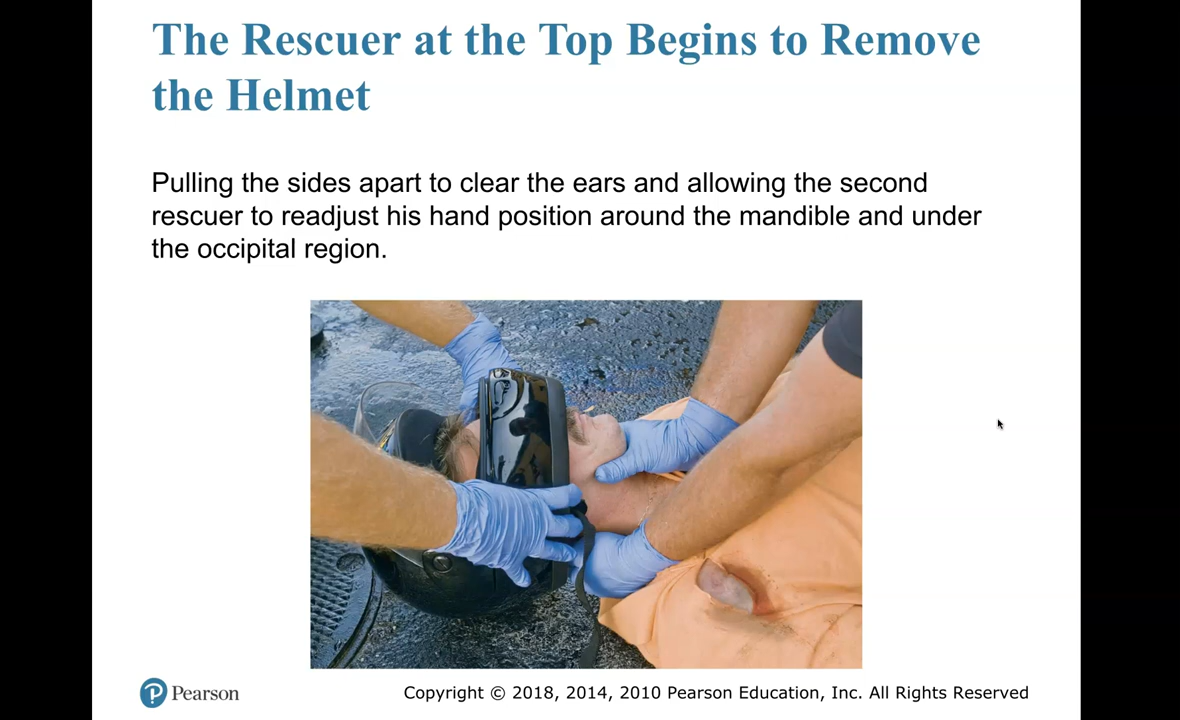 The Rescuer at the Top Begins to Remove
the Helmet
Pulling the sides apart to clear the ears and allowing the second
rescuer to readjust his hand position around the mandible and under
the occipital region.
P Pearson
Copyright © 2018, 2014, 2010 Pearson Education, Inc. All Rights Reserved